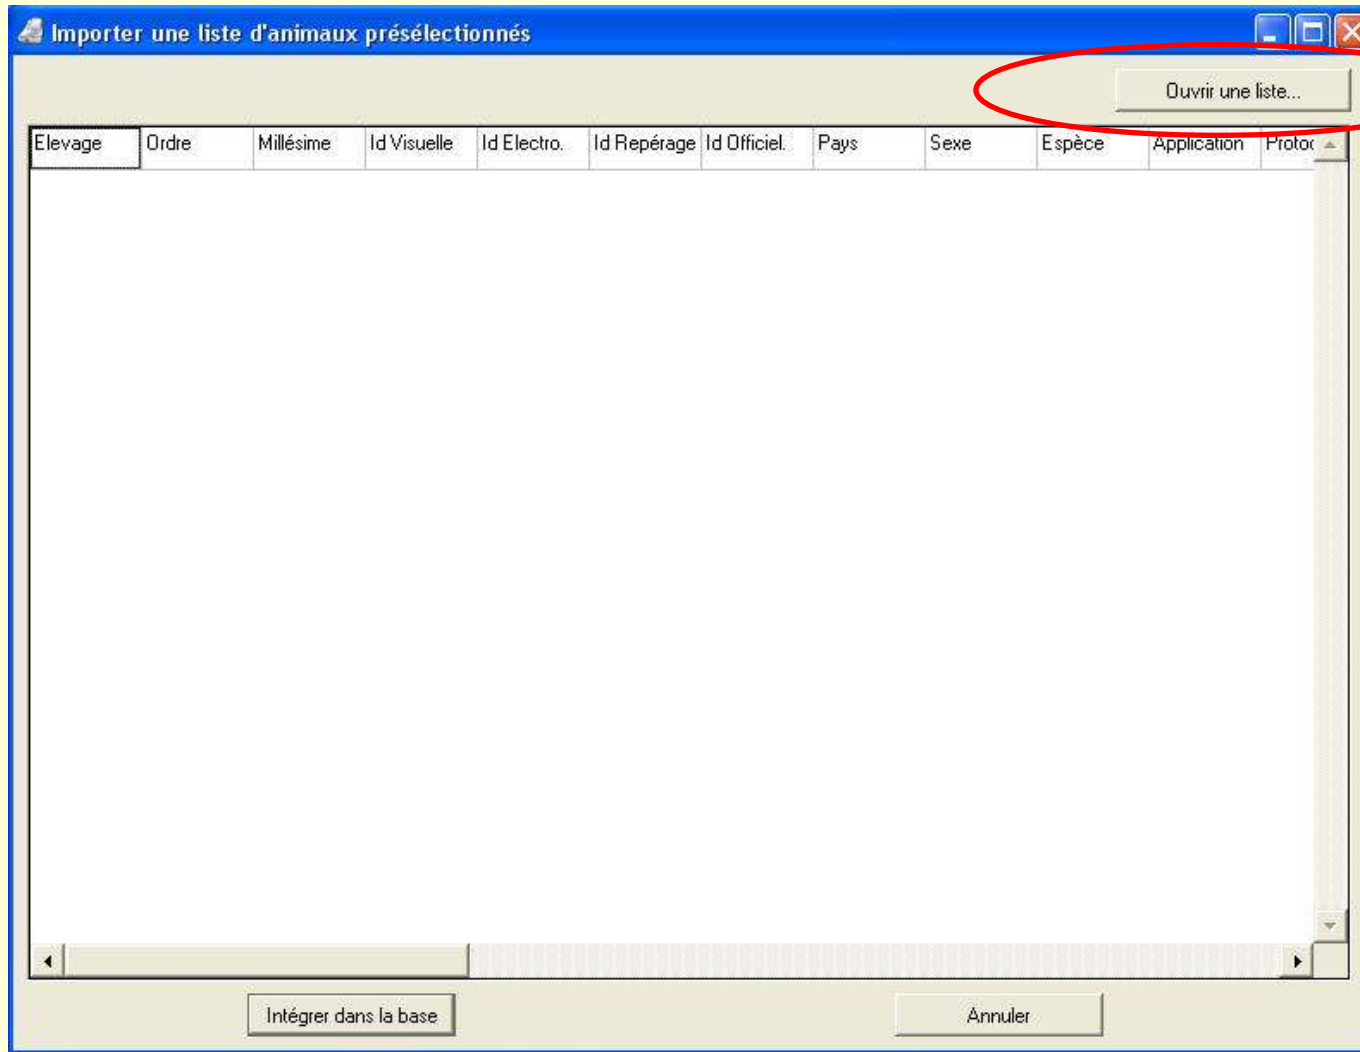 Importer une liste d'animaux présélectionnés
Ouvrir une liste...
Elevage Ordre Millésime Id Visuelle Id Electro. Id Repérage Id Officiel. Pays Sexe Espèce Application Protoc
Intégrer dans la base Annuler